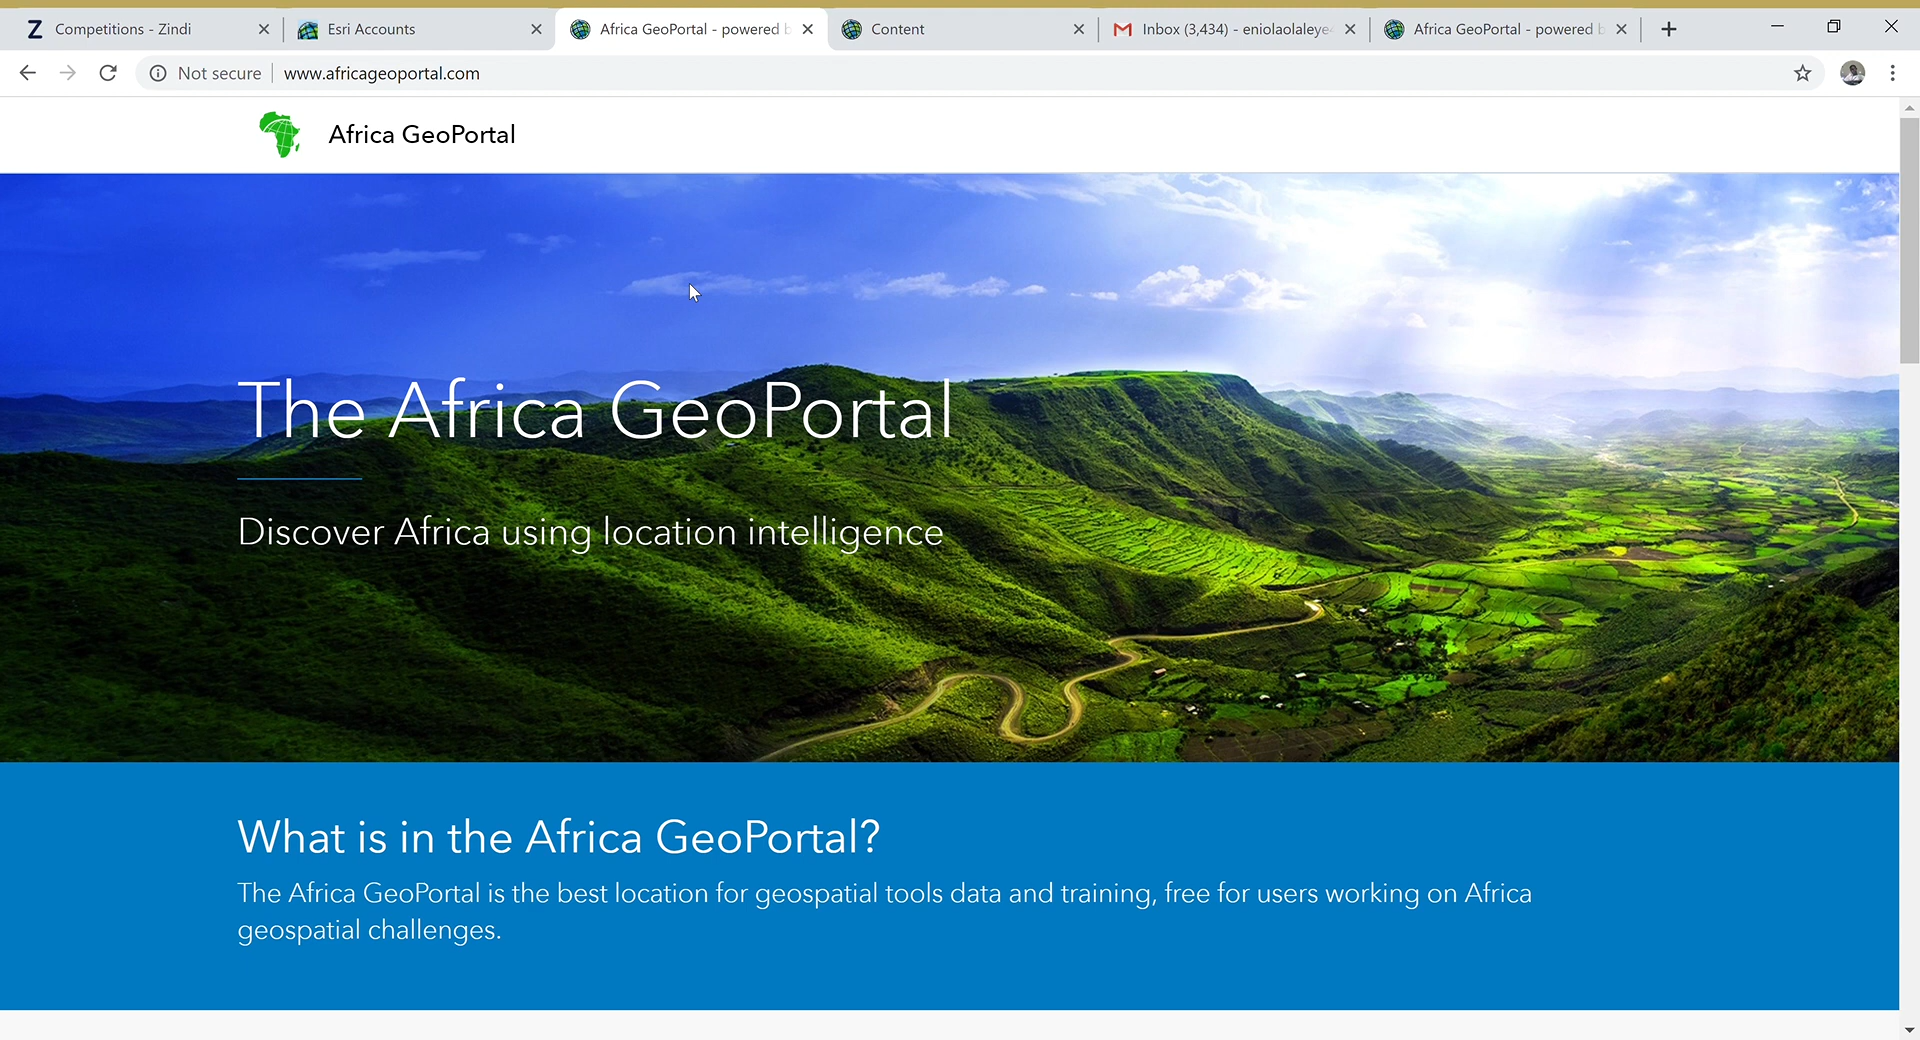 Competitions - Zindi
Esri Accounts
Africa GeoPortal - powered b
Content
Inbox (3,434) - eniolaolaleye
Africa GeoPortal - powered b
Not secure
www.africageoportal.com
Africa GeoPortal
The Africa GeoPortal
Discover Africa using location intelligence
What is in the Africa GeoPortal?
The Africa GeoPortal is the best location for geospatial tools data and training, free for users working on Africa
geospatial challenges.